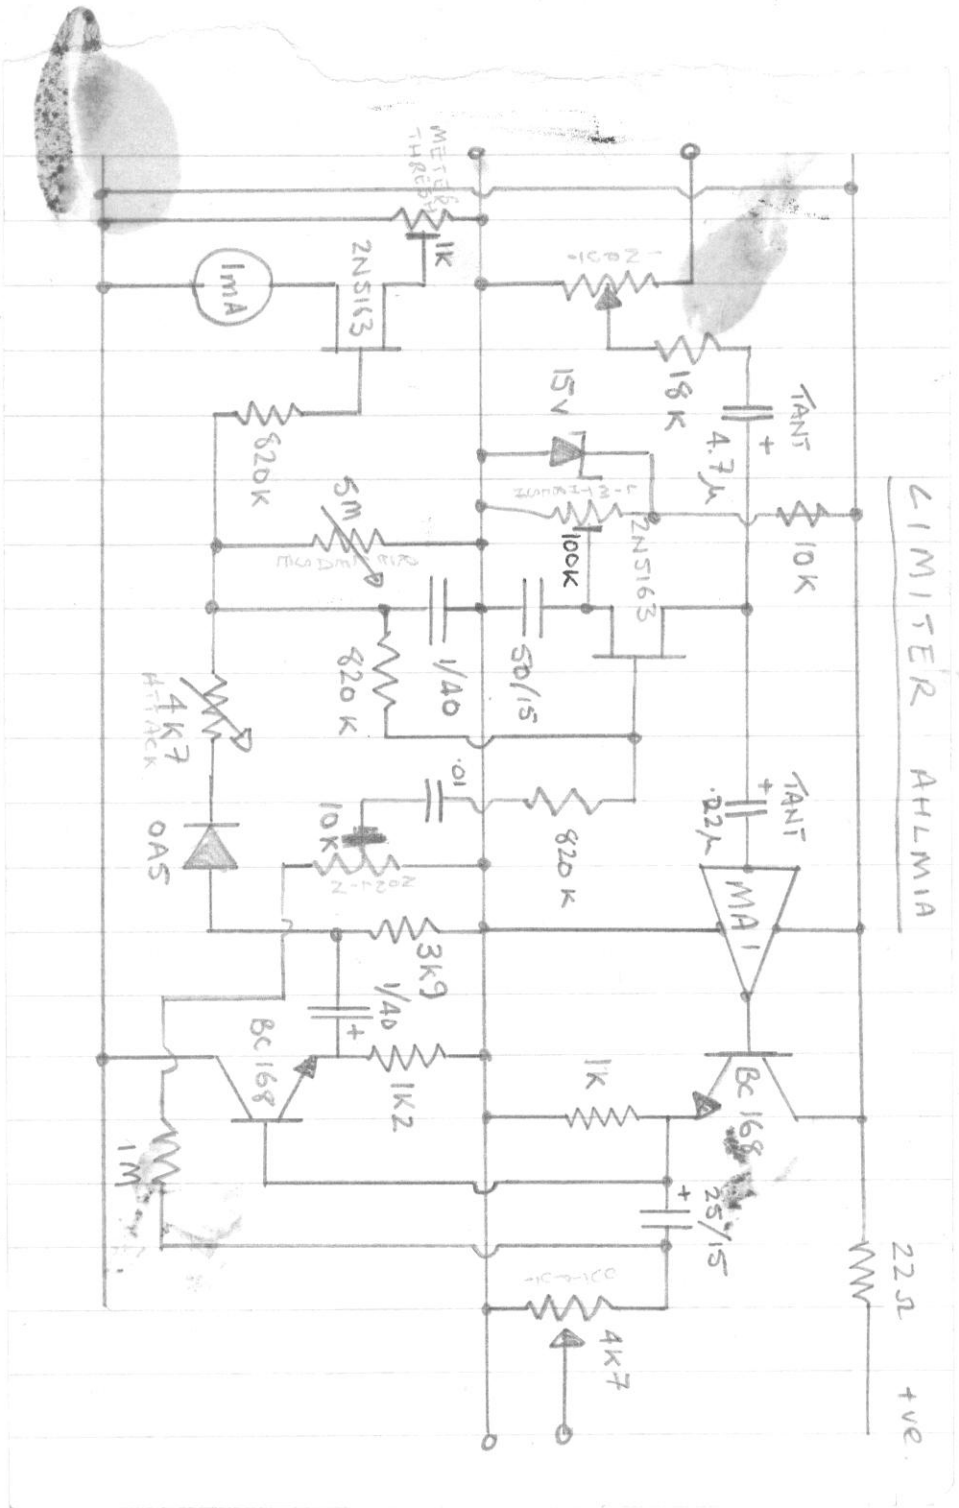 LIMITER AHLMIA
22Ω +ve
TANT
+
4.7µ
10K
TANT
+
.22µ
MA1
BC168
+
25/15
18K
2N5163
15V
100K
50/15
820K
1K
4K7
METER
1K
1/40
.01
3K9
1K2
2N5163
5M
RELEASE
820K
10K
1/40
+
1mA
820K
4K7
ATTACK
OA5
BC168
1M